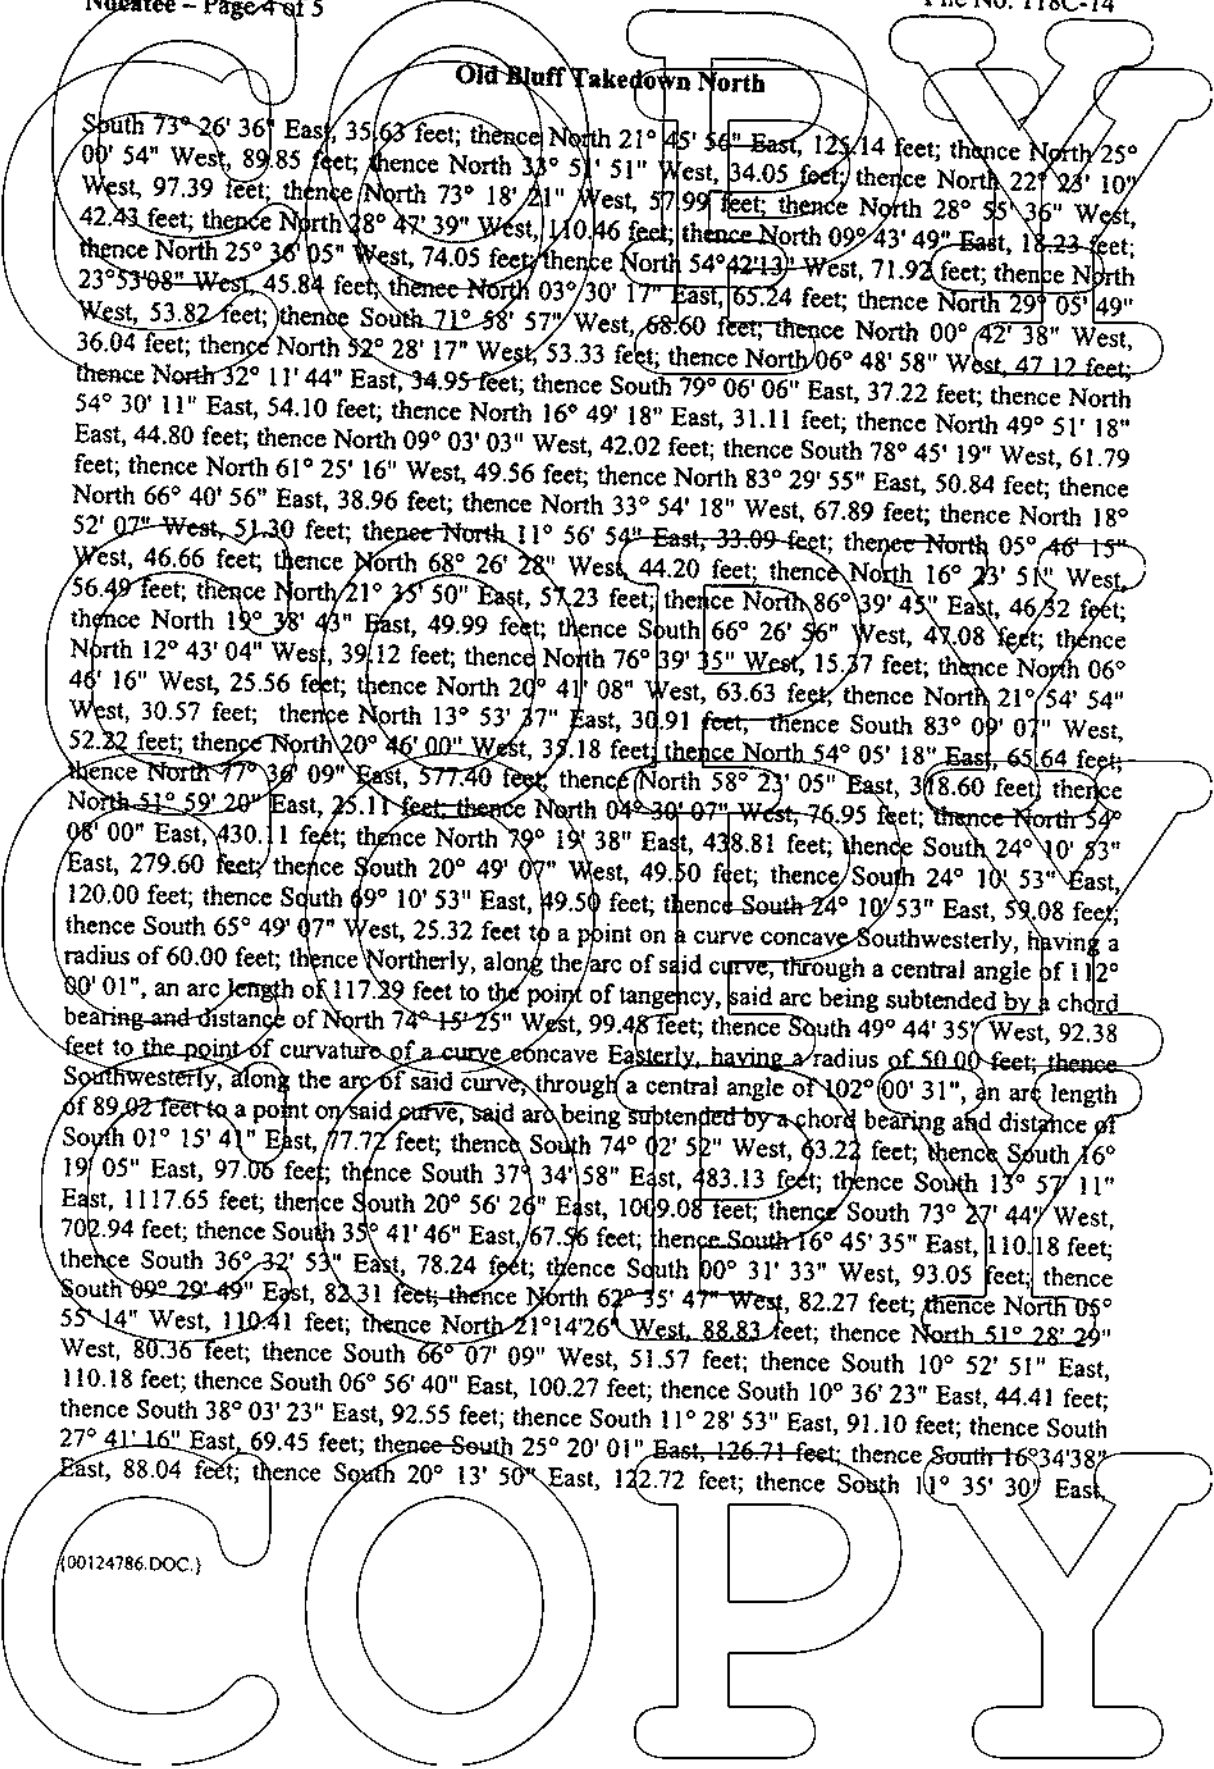 Nocatee – Page 4 of 5
File No. 118C-14
Old Bluff Takedown North
South 73° 26' 36" East, 35.63 feet; thence North 21° 45' 56" East, 125.14 feet; thence North 25°
00' 54" West, 89.85 feet; thence North 33° 51' 51" West, 34.05 feet; thence North 22° 23' 10"
West, 97.39 feet; thence North 73° 18' 21" West, 57.99 feet; thence North 28° 55' 36" West,
42.43 feet; thence North 28° 47' 39" West, 110.46 feet; thence North 09° 43' 49" East, 18.23 feet;
thence North 25° 36' 05" West, 74.05 feet; thence North 54°42'13" West, 71.92 feet; thence North
23°53'08" West, 45.84 feet; thence North 03° 30' 17" East, 65.24 feet; thence North 29° 05' 49"
West, 53.82 feet; thence South 71° 58' 57" West, 68.60 feet; thence North 00° 42' 38" West,
36.04 feet; thence North 52° 28' 17" West, 53.33 feet; thence North 06° 48' 58" West, 47.12 feet;
thence North 32° 11' 44" East, 34.95 feet; thence South 79° 06' 06" East, 37.22 feet; thence North
54° 30' 11" East, 54.10 feet; thence North 16° 49' 18" East, 31.11 feet; thence North 49° 51' 18"
East, 44.80 feet; thence North 09° 03' 03" West, 42.02 feet; thence South 78° 45' 19" West, 61.79
feet; thence North 61° 25' 16" West, 49.56 feet; thence North 83° 29' 55" East, 50.84 feet; thence
North 66° 40' 56" East, 38.96 feet; thence North 33° 54' 18" West, 67.89 feet; thence North 18°
52' 07" West, 51.30 feet; thence North 11° 56' 54" East, 33.09 feet; thence North 05° 46' 15"
West, 46.66 feet; thence North 68° 26' 28" West, 44.20 feet; thence North 16° 23' 51" West,
56.49 feet; thence North 21° 35' 50" East, 57.23 feet; thence North 86° 39' 45" East, 46.32 feet;
thence North 19° 38' 43" East, 49.99 feet; thence South 66° 26' 56" West, 47.08 feet; thence
North 12° 43' 04" West, 39.12 feet; thence North 76° 39' 35" West, 15.37 feet; thence North 06°
46' 16" West, 25.56 feet; thence North 20° 41' 08" West, 63.63 feet, thence North 21° 54' 54"
West, 30.57 feet; thence North 13° 53' 37" East, 30.91 feet; thence South 83° 09' 07" West,
52.22 feet; thence North 20° 46' 00" West, 35.18 feet; thence North 54° 05' 18" East, 65.64 feet;
thence North 77° 36' 09" East, 577.40 feet; thence North 58° 23' 05" East, 318.60 feet; thence
North 51° 59' 20" East, 25.11 feet; thence North 04° 30' 07" West, 76.95 feet; thence North 54°
08' 00" East, 430.11 feet; thence North 79° 19' 38" East, 438.81 feet; thence South 24° 10' 53"
East, 279.60 feet; thence South 20° 49' 07" West, 49.50 feet; thence South 24° 10' 53" East,
120.00 feet; thence South 69° 10' 53" East, 49.50 feet; thence South 24° 10' 53" East, 59.08 feet;
thence South 65° 49' 07" West, 25.32 feet to a point on a curve concave Southwesterly, having a
radius of 60.00 feet; thence Northerly, along the arc of said curve, through a central angle of 112°
00' 01", an arc length of 117.29 feet to the point of tangency, said arc being subtended by a chord
bearing and distance of North 74° 15' 25" West, 99.48 feet; thence South 49° 44' 35" West, 92.38
feet to the point of curvature of a curve concave Easterly, having a radius of 50.00 feet; thence
Southwesterly, along the arc of said curve, through a central angle of 102° 00' 31", an arc length
of 89.02 feet to a point on said curve, said arc being subtended by a chord bearing and distance of
South 01° 15' 41" East, 77.72 feet; thence South 74° 02' 52" West, 63.22 feet; thence South 16°
19' 05" East, 97.06 feet; thence South 37° 34' 58" East, 483.13 feet; thence South 13° 57' 11"
East, 1117.65 feet; thence South 20° 56' 26" East, 1009.08 feet; thence South 73° 27' 44" West,
702.94 feet; thence South 35° 41' 46" East, 67.56 feet; thence South 16° 45' 35" East, 110.18 feet;
thence South 36° 32' 53" East, 78.24 feet; thence South 00° 31' 33" West, 93.05 feet; thence
South 09° 29' 49" East, 82.31 feet; thence North 62° 35' 47" West, 82.27 feet; thence North 05°
55' 14" West, 110.41 feet; thence North 21°14'26" West, 88.83 feet; thence North 51° 28' 29"
West, 80.36 feet; thence South 66° 07' 09" West, 51.57 feet; thence South 10° 52' 51" East,
110.18 feet; thence South 06° 56' 40" East, 100.27 feet; thence South 10° 36' 23" East, 44.41 feet;
thence South 38° 03' 23" East, 92.55 feet; thence South 11° 28' 53" East, 91.10 feet; thence South
27° 41' 16" East, 69.45 feet; thence South 25° 20' 01" East, 126.71 feet; thence South 16°34'38"
East, 88.04 feet; thence South 20° 13' 50" East, 122.72 feet; thence South 11° 35' 30" East,
{00124786.DOC.}
COPY
COPY
COPY
COPY
COPY
COPY